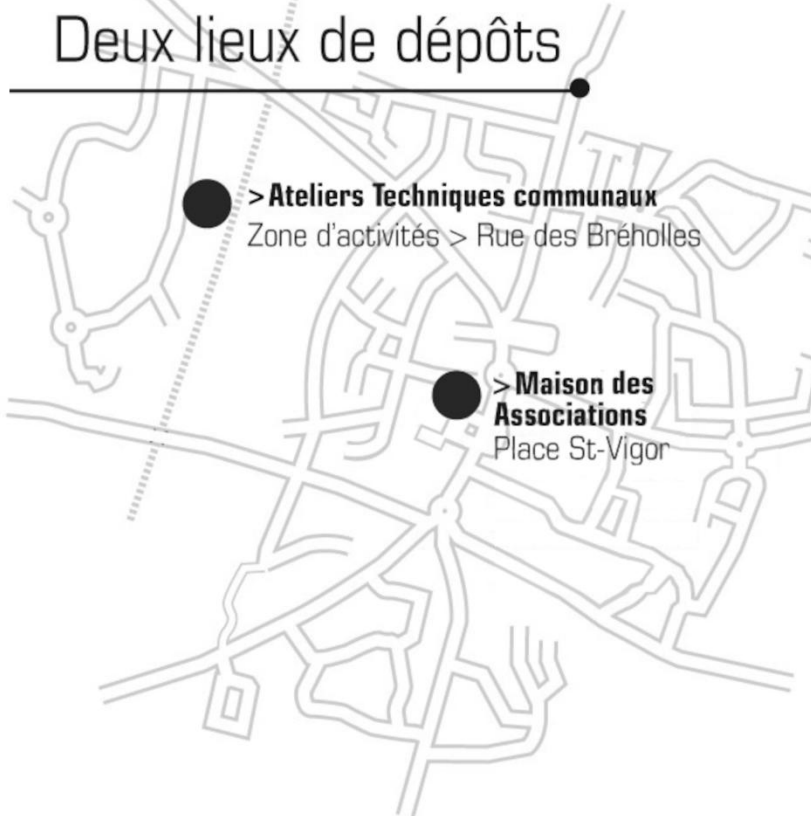 Deux lieux de dépôts
> Ateliers Techniques communaux
Zone d'activités > Rue des Bréholles
> Maison des
Associations
Place St-Vigor